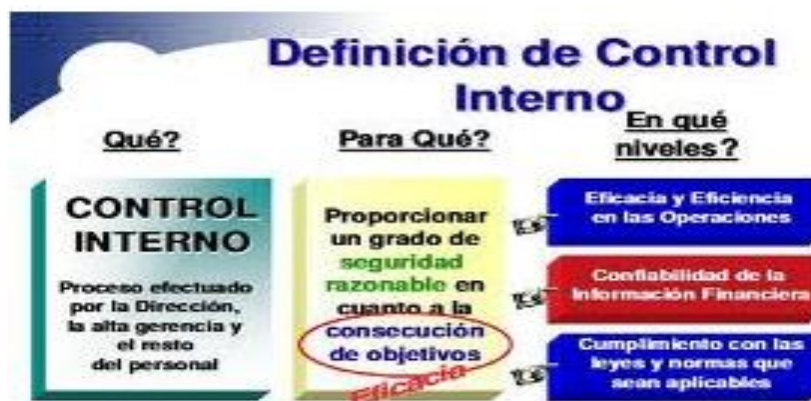 Definición de Control
Interno
Qué?
CONTROL
INTERNO
Proceso efectuado
por la Dirección,
la alta gerencia y
el resto
del personal
Para Qué?
Proporcionar
un grado de
seguridad
razonable en
cuanto a la
consecución
de objetivos
Eficacia
En qué
niveles?
Eficacia y Eficiencia
en las Operaciones
Confiabilidad de la
Información Financiera
Cumplimiento con las
leyes y normas que
sean aplicables